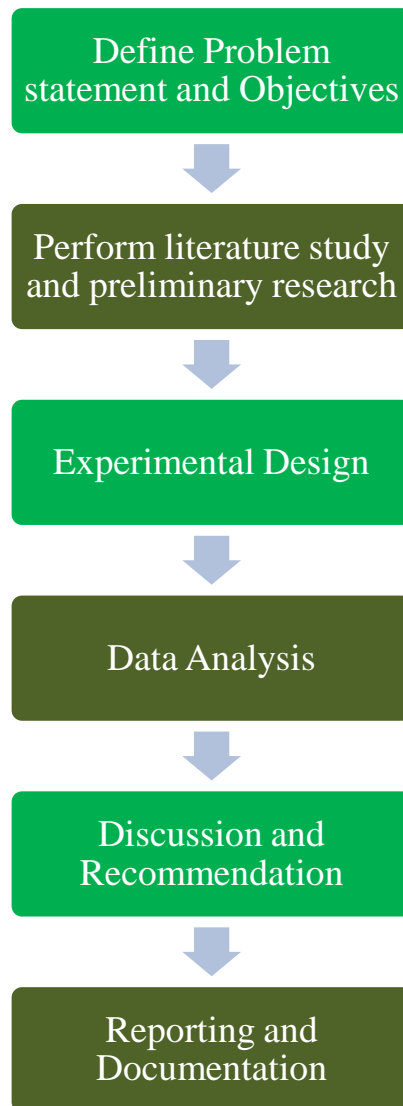 Define Problem
statement and Objectives
Perform literature study
and preliminary research
Experimental Design
Data Analysis
Discussion and
Recommendation
Reporting and
Documentation